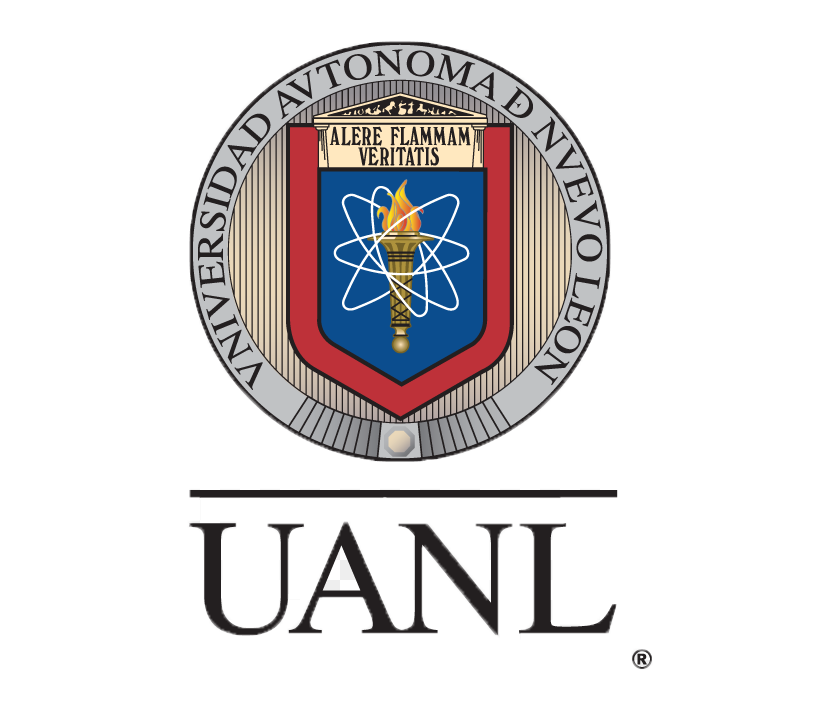 VNIVERSIDAD AVTONOMA D NVEVO LEON
ALERE FLAMMAM
VERITATIS
UANL
®